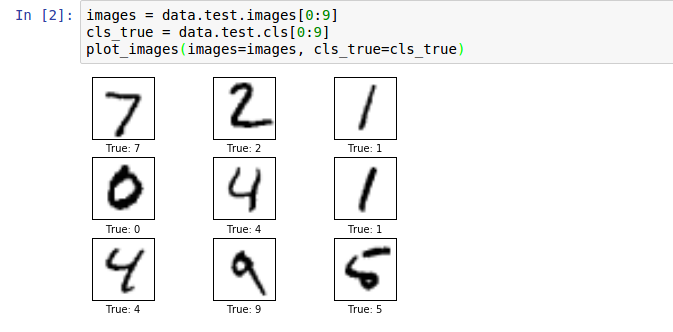 In [2]: images = data.test.images[0:9]
cls_true = data.test.cls[0:9]
plot_images(images=images, cls_true=cls_true)
7 2 1
True: 7 True: 2 True: 1
0 4 1
True: 0 True: 4 True: 1
4 9 5
True: 4 True: 9 True: 5